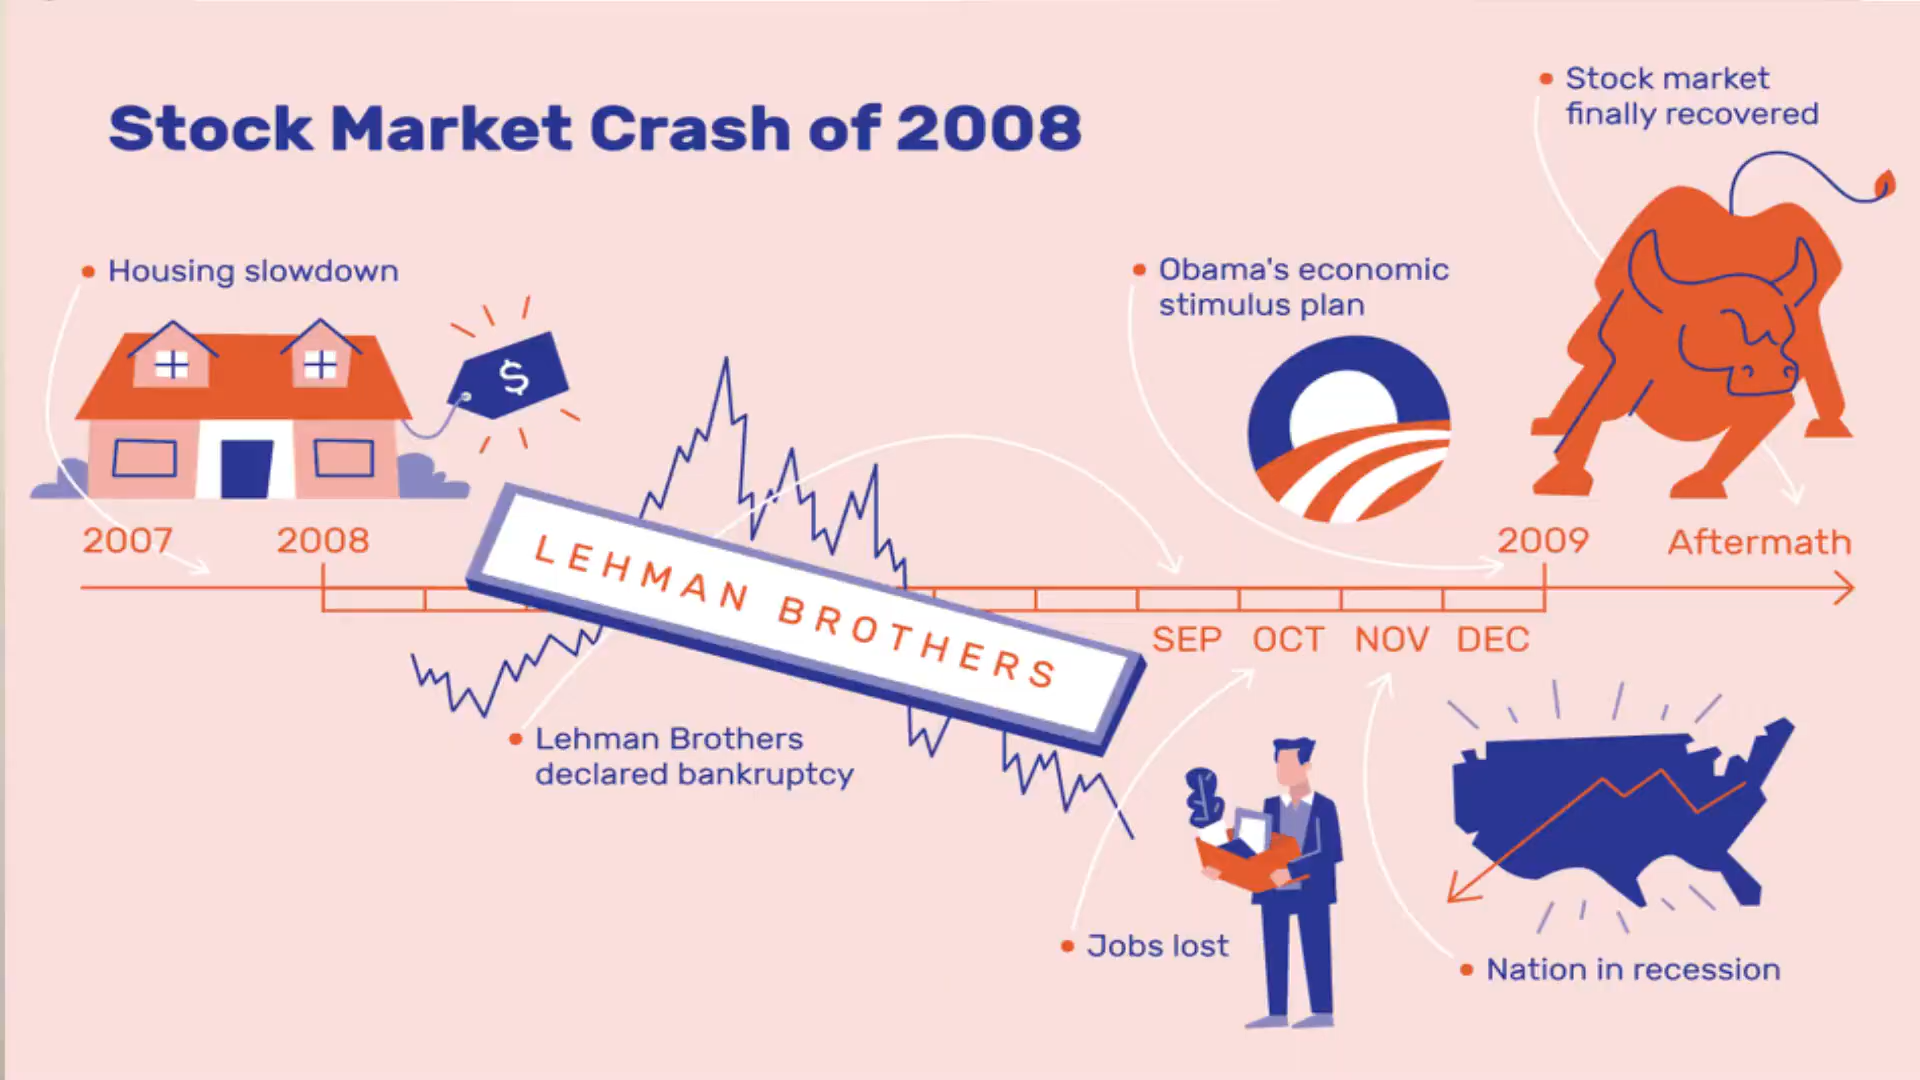 Stock Market Crash of 2008
Stock market
finally recovered
Housing slowdown
$
Obama's economic
stimulus plan
2007
2008
2009
Aftermath
LEHMAN BROTHERS
SEP
OCT
NOV
DEC
Lehman Brothers
declared bankruptcy
Jobs lost
Nation in recession